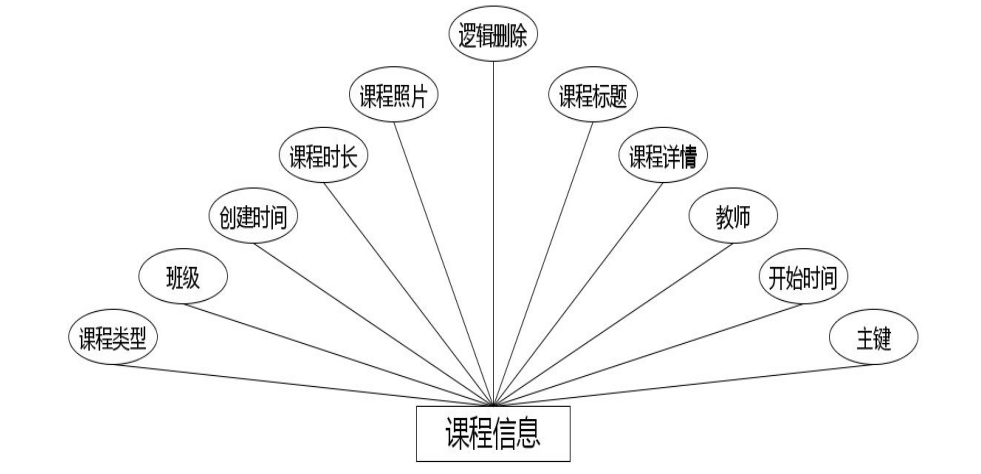 逻辑删除
课程照片
课程标题
课程时长
课程详情
创建时间
教师
班级
开始时间
课程类型
主键
课程信息